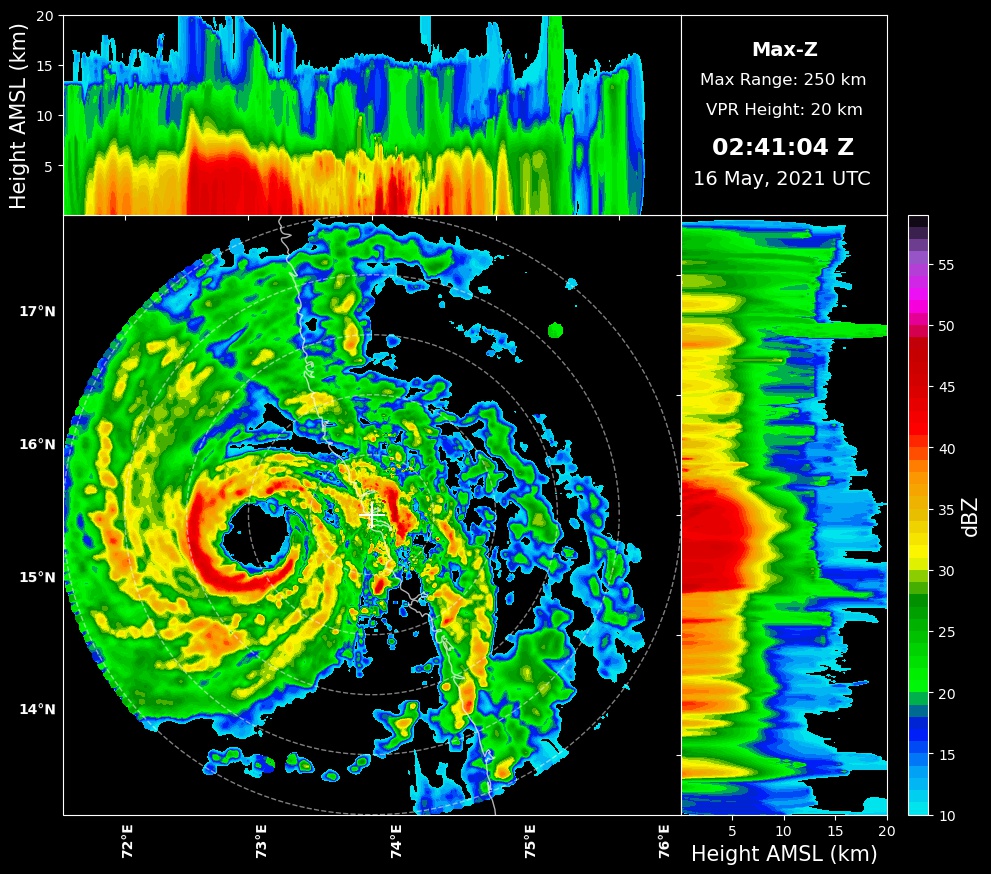 Height AMSL (km)
20
15
10
5
Max-Z
Max Range: 250 km
VPR Height: 20 km
02:41:04 Z
16 May, 2021 UTC
17°N
16°N
15°N
14°N
72°E
73°E
74°E
75°E
76°E
5
10
15
20
Height AMSL (km)
55
50
45
40
35
30
25
20
15
10
dBZ